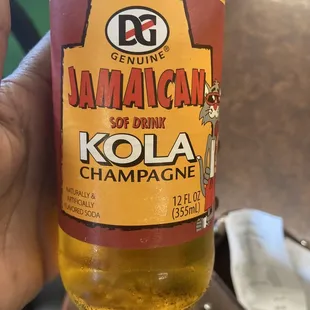 DG
GENUINE®
JAMAICAN
SOF DRINK
KOLA
CHAMPAGNE
NATURALLY &
ARTIFICIALLY
FLAVORED SODA
12 FL OZ
(355mL)